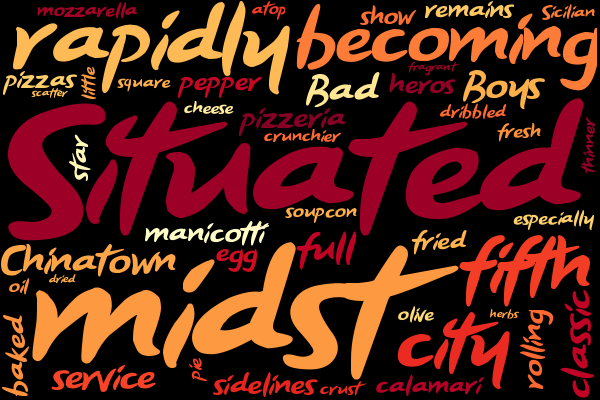 mozzarella
atop
show
remains
Sicilian
rapidly
becoming
fragrant
pizzas
scatter
little
square
pepper
Bad
heros
Boys
cheese
pizzeria
crunchier
dribbled
fresh
thinner
Situated
star
soupcon
especially
manicotti
Chinatown
egg
full
fried
fifth
oil
dried
midst
olive
herbs
city
rolling
classic
baked
service
pie
sidelines
crust
calamari